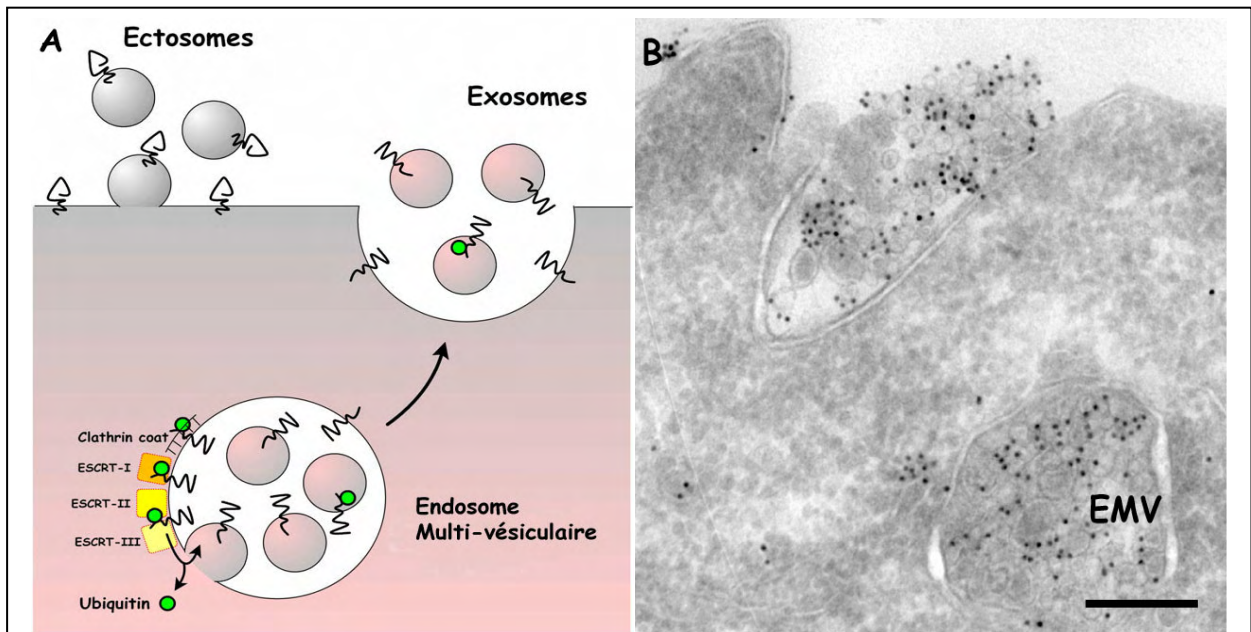 A
Ectosomes
Exosomes
Clathrin coat
ESCRT-I
ESCRT-II
ESCRT-III
Endosome
Multi-vésiculaire
Ubiquitin
B
EMV